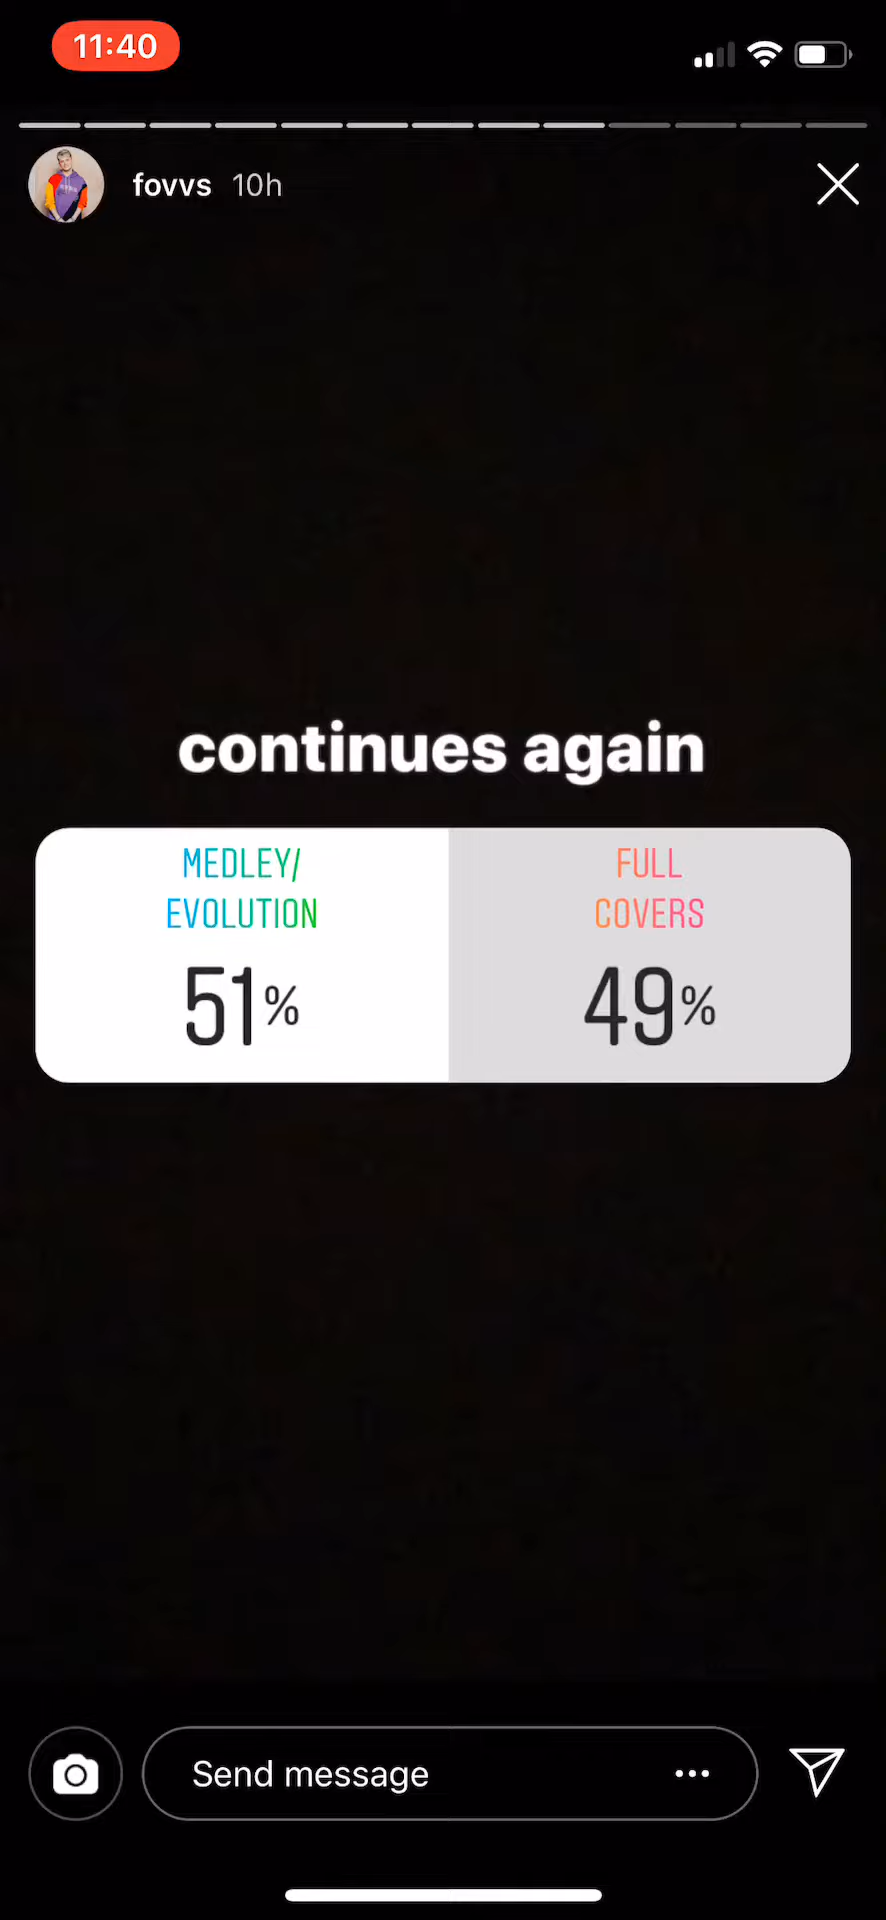 11:40
fovvs 10h
continues again
MEDLEY/
EVOLUTION
51%
FULL
COVERS
49%
Send message